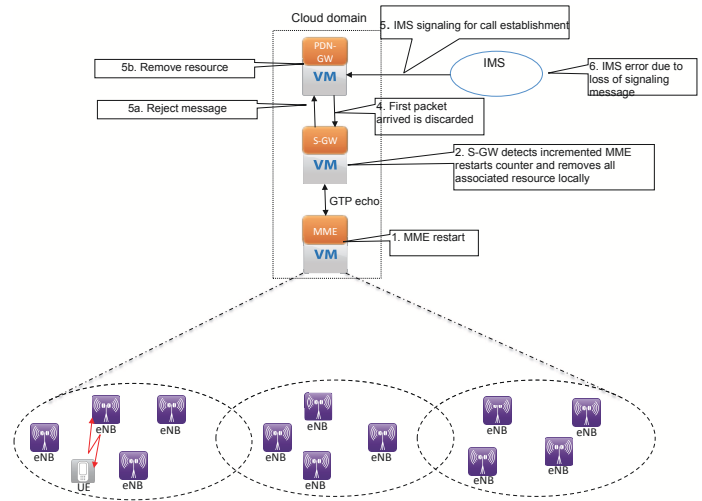 Cloud domain
5. IMS signaling for call establishment
PDN-
GW
VM
5b. Remove resource
IMS
6. IMS error due to
loss of signaling
message
5a. Reject message
4. First packet
arrived is discarded
S-GW
VM
2. S-GW detects incremented MME
restarts counter and removes all
associated resource locally
GTP echo
MME
VM
1. MME restart
eNB
eNB
eNB
eNB
UE
eNB
eNB
eNB
eNB
eNB
eNB
eNB
eNB